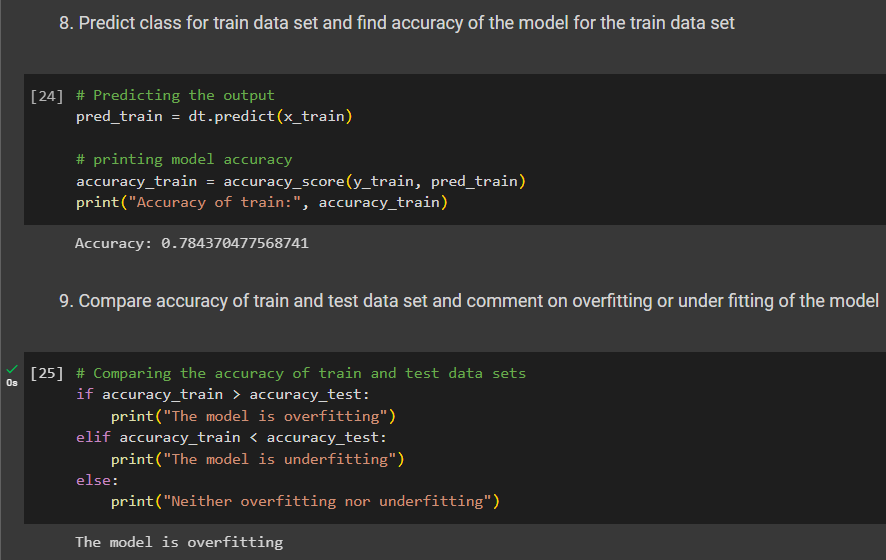 8. Predict class for train data set and find accuracy of the model for the train data set
[24] # Predicting the output
pred_train = dt.predict(x_train)
# printing model accuracy
accuracy_train = accuracy_score(y_train, pred_train)
print("Accuracy of train:", accuracy_train)
Accuracy: 0.784370477568741
9. Compare accuracy of train and test data set and comment on overfitting or under fitting of the model
[25] # Comparing the accuracy of train and test data sets
0s
if accuracy_train > accuracy_test:
    print("The model is overfitting")
elif accuracy_train < accuracy_test:
    print("The model is underfitting")
else:
    print("Neither overfitting nor underfitting")
The model is overfitting